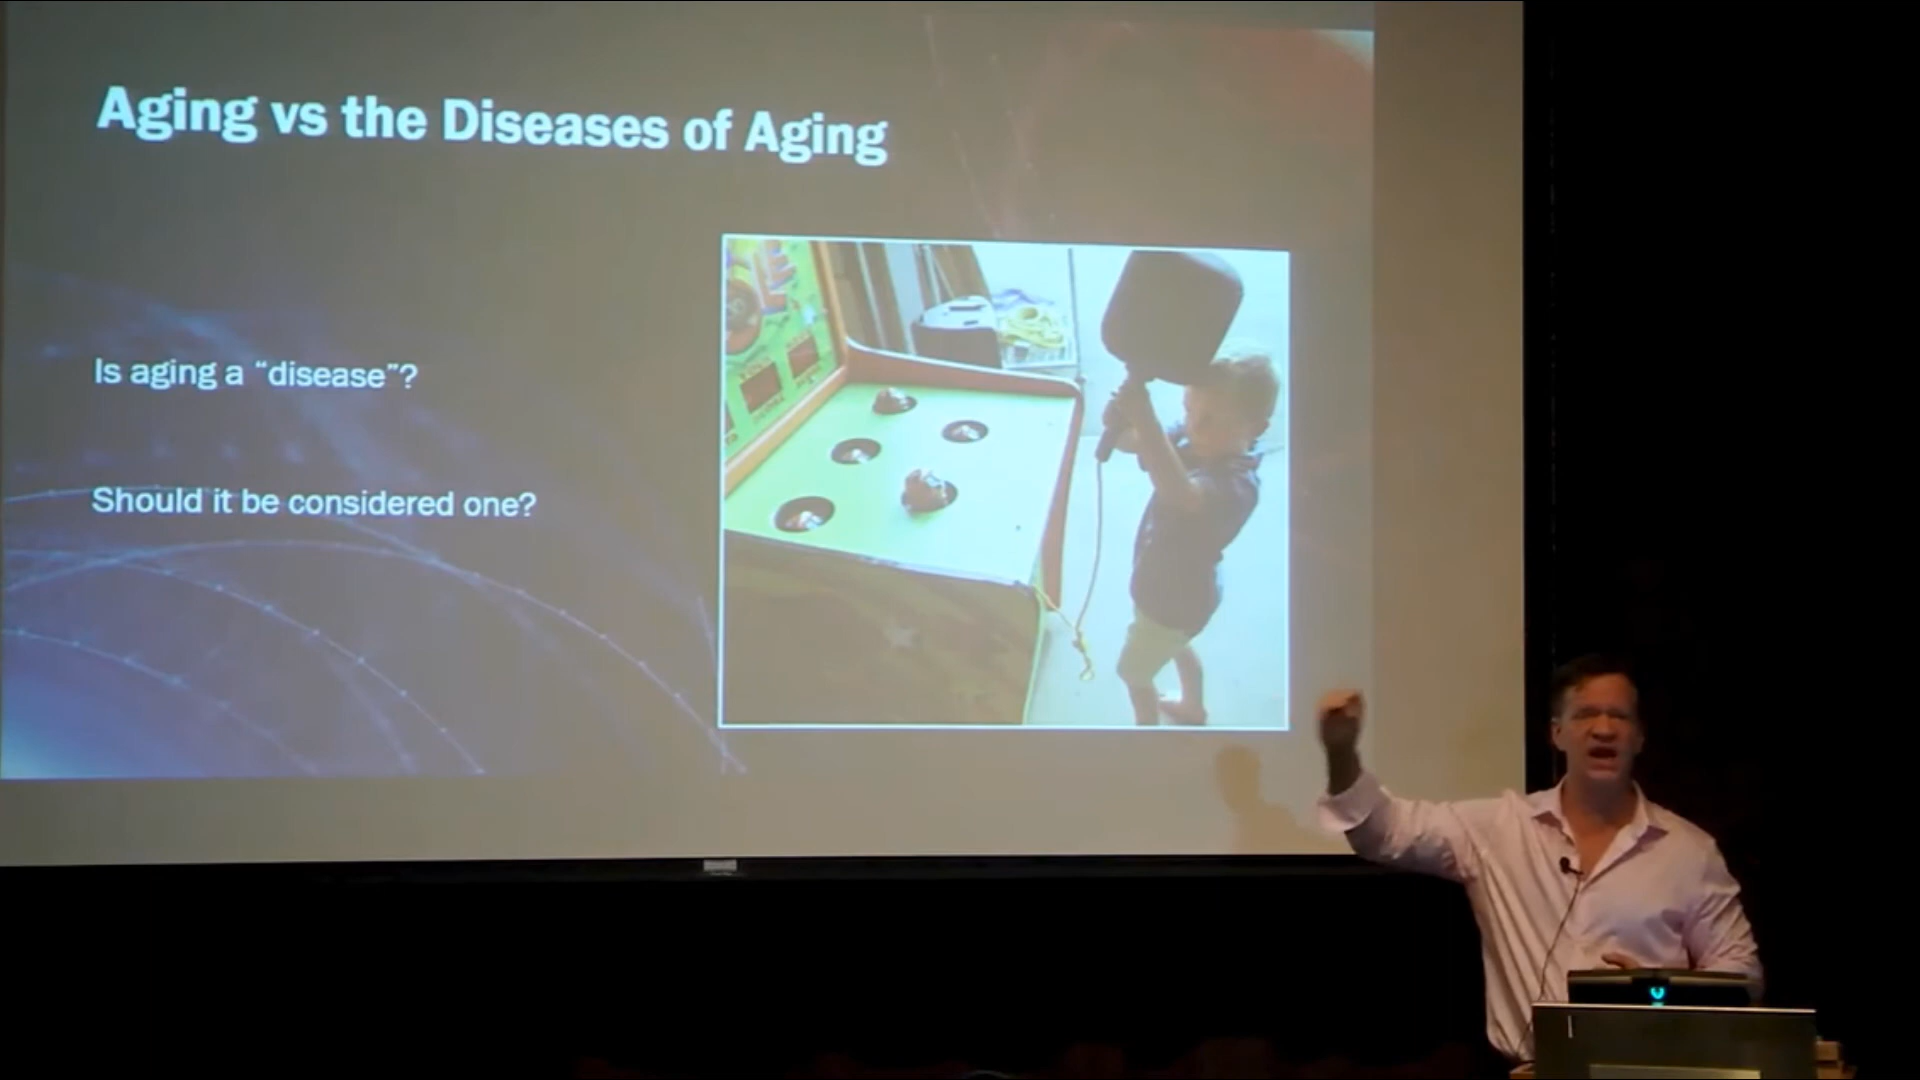 Aging vs the Diseases of Aging
Is aging a “disease”?
Should it be considered one?